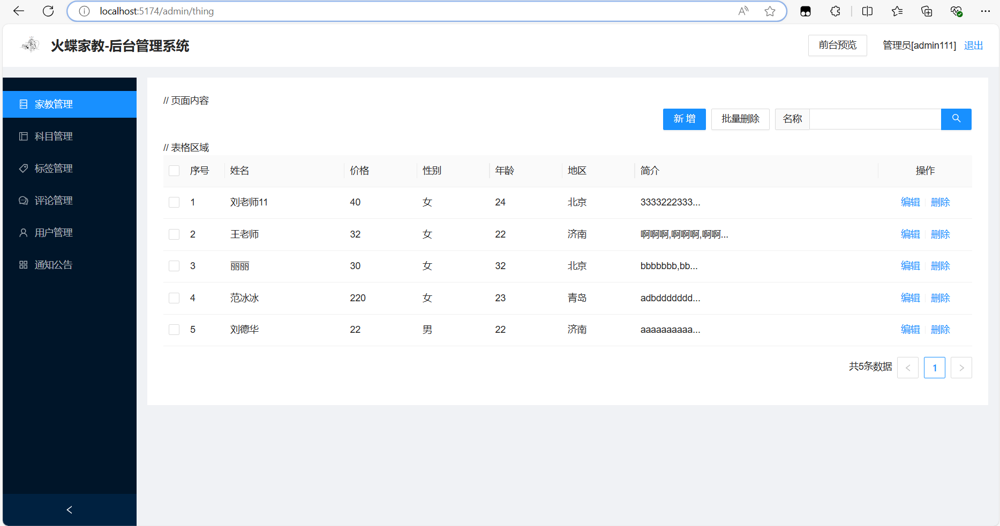 localhost:5174/admin/thing
火蝶家教-后台管理系统
前台预览 管理员[admin111] 退出
家教管理
科目管理
标签管理
评论管理
用户管理
通知公告
// 页面内容
新 增 批量删除 名称
// 表格区域
序号 姓名 价格 性别 年龄 地区 简介 操作
1 刘老师11 40 女 24 北京 3333222333... 编辑 删除
2 王老师 32 女 22 济南 啊啊啊,啊啊啊,啊啊... 编辑 删除
3 丽丽 30 女 32 北京 bbbbbbb,bb... 编辑 删除
4 范冰冰 220 女 23 青岛 adbddddddd... 编辑 删除
5 刘德华 22 男 22 济南 aaaaaaaaaa... 编辑 删除
共5条数据 1